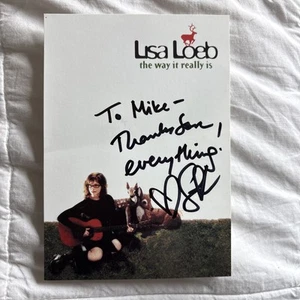 Lisa Loeb
the way it really is
To Mike-
Thanks for
everything!